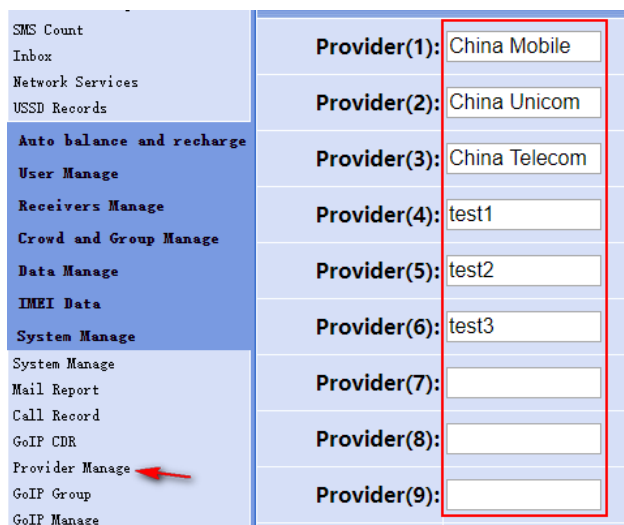 SMS Count
Inbox
Network Services
USSD Records
Auto balance and recharge
User Manage
Receivers Manage
Crowd and Group Manage
Data Manage
IMEI Data
System Manage
System Manage
Mail Report
Call Record
GoIP CDR
Provider Manage
GoIP Group
GoIP Manage
Provider(1): China Mobile
Provider(2): China Unicom
Provider(3): China Telecom
Provider(4): test1
Provider(5): test2
Provider(6): test3
Provider(7):
Provider(8):
Provider(9):